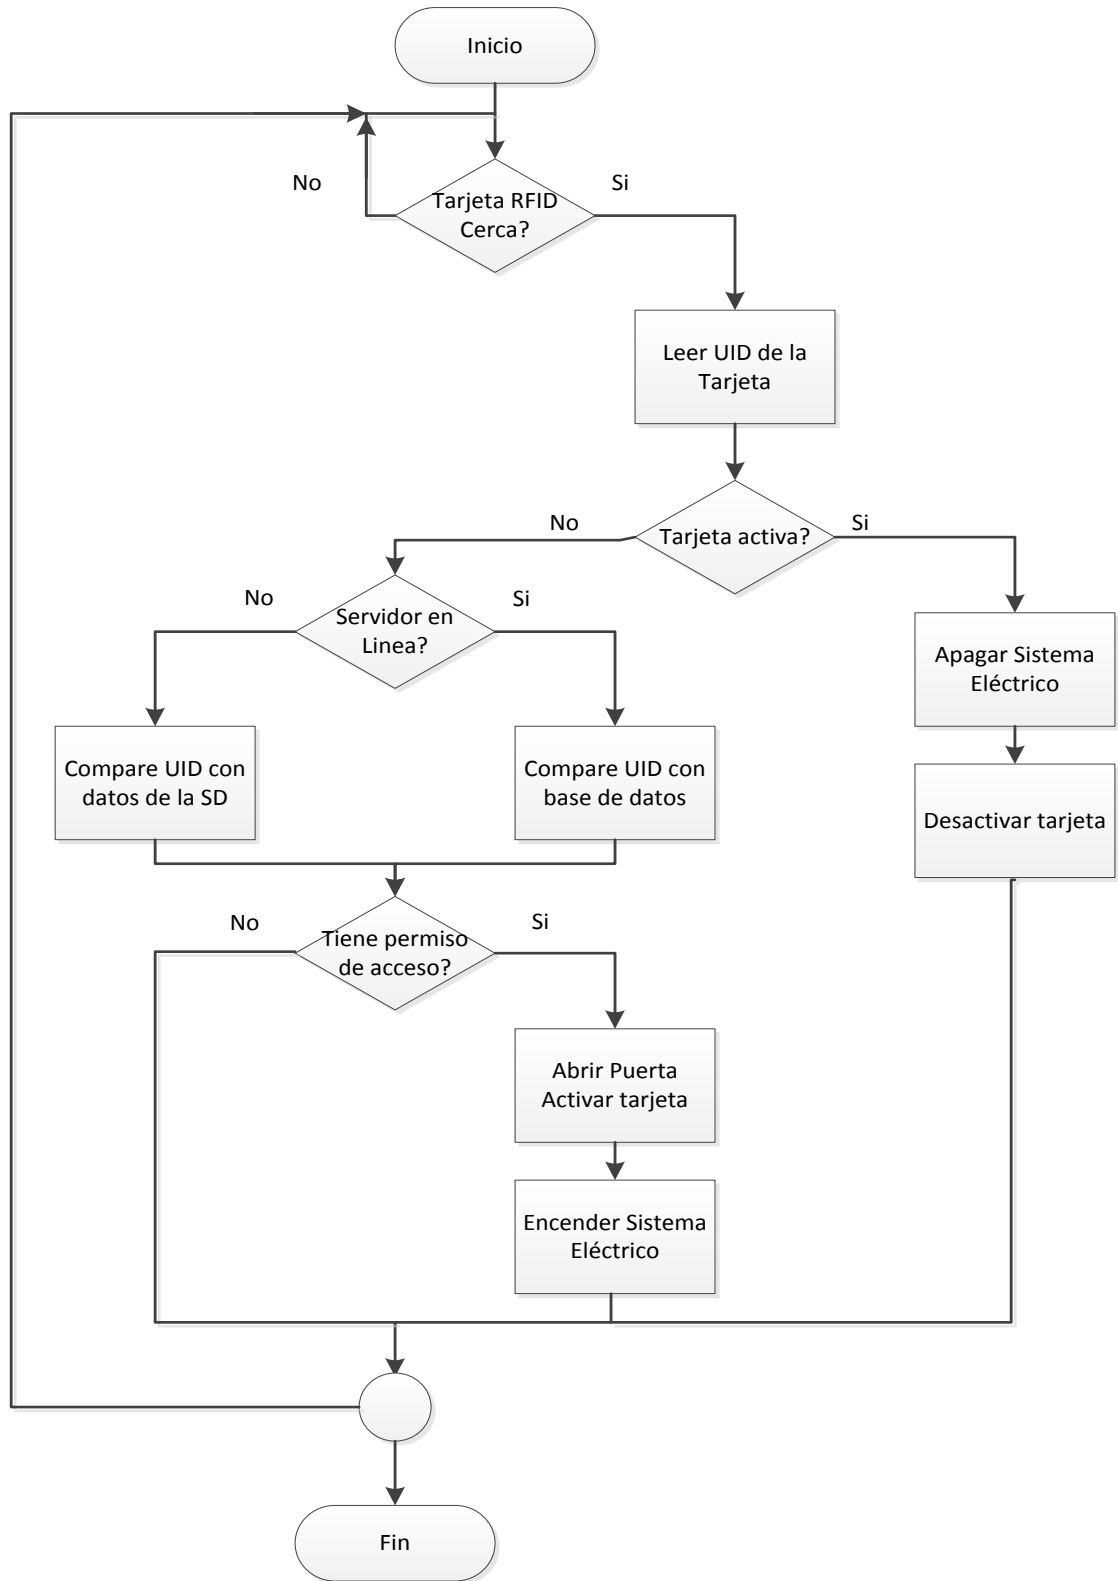 Inicio
No
Si
Tarjeta RFID
Cerca?
Leer UID de la
Tarjeta
No
Si
Tarjeta activa?
No
Si
Servidor en
Linea?
Apagar Sistema
Eléctrico
Compare UID con
datos de la SD
Compare UID con
base de datos
Desactivar tarjeta
No
Si
Tiene permiso
de acceso?
Abrir Puerta
Activar tarjeta
Encender Sistema
Eléctrico
Fin